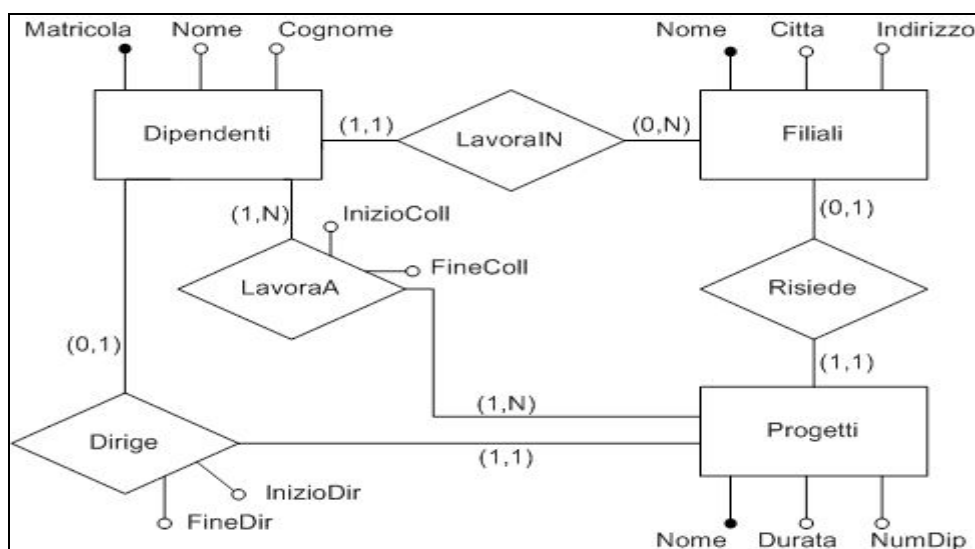 Matricola Nome Cognome Nome Citta Indirizzo
Dipendenti (1,1) LavoraIN (0,N) Filiali
(1,N) InizioColl (0,1)
FineColl
LavoraA Risiede
(0,1) (1,1)
(1,N)
Dirige (1,1) Progetti
InizioDir
FineDir
Nome Durata NumDip